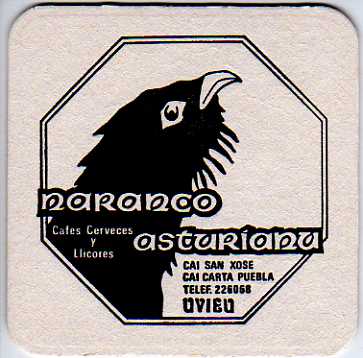 naranco
asturianu
Cafes Cerveces
y
Llicores
CAI SAN XOSE
CAI CARTA PUEBLA
TELEF. 226068
UVIEU